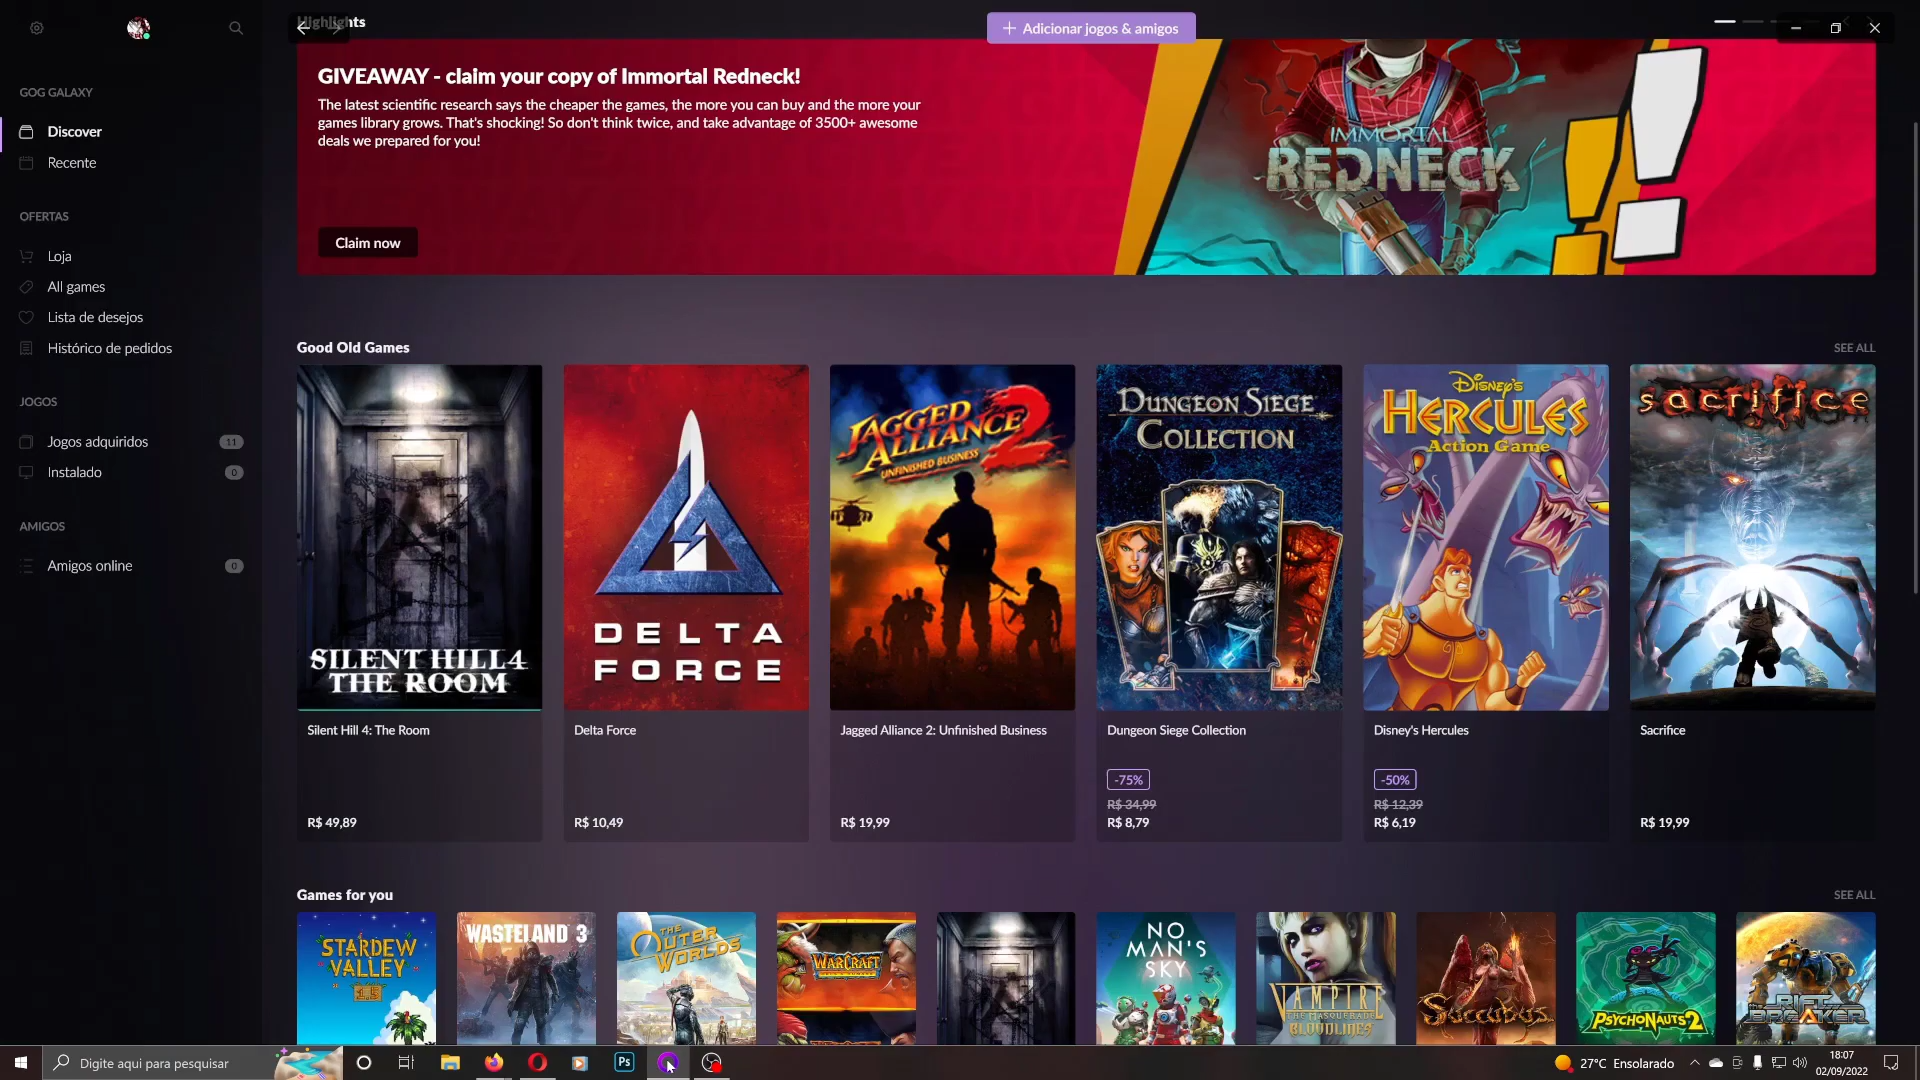 Highlights
Adicionar jogos & amigos
GOG GALAXY
Discover
Recente
OFERTAS
Loja
All games
Lista de desejos
Histórico de pedidos
JOGOS
Jogos adquiridos 11
Instalado 0
AMIGOS
Amigos online 0
GIVEAWAY - claim your copy of Immortal Redneck!
The latest scientific research says the cheaper the games, the more you can buy and the more your
games library grows. That's shocking! So don't think twice, and take advantage of 3500+ awesome
deals we prepared for you!
Claim now
IMMORTAL
REDNECK
!!
Good Old Games
SEE ALL
SILENT HILL 4
THE ROOM
Silent Hill 4: The Room
R$ 49,89
DELTA
FORCE
Delta Force
R$ 10,49
JAGGED
ALLIANCE 2
UNFINISHED BUSINESS
Jagged Alliance 2: Unfinished Business
R$ 19,99
DUNGEON SIEGE
COLLECTION
Dungeon Siege Collection
-75%
R$ 34,99
R$ 8,79
Disney's
HERCULES
Action Game
Disney's Hercules
-50%
R$ 12,39
R$ 6,19
sacrifice
Sacrifice
R$ 19,99
Games for you
SEE ALL
STARDEW
VALLEY
1.5
WASTELAND 3
THE
OUTER
WORLDS
WARCRAFT
NO
MAN'S
SKY
VAMPIRE
THE MASQUERADE
BLOODLINES
Succubus
PSYCHONAUTS 2
THE
RIFT
BREAKER
Digite aqui para pesquisar
Ps
27°C Ensolarado
18:07
02/09/2022